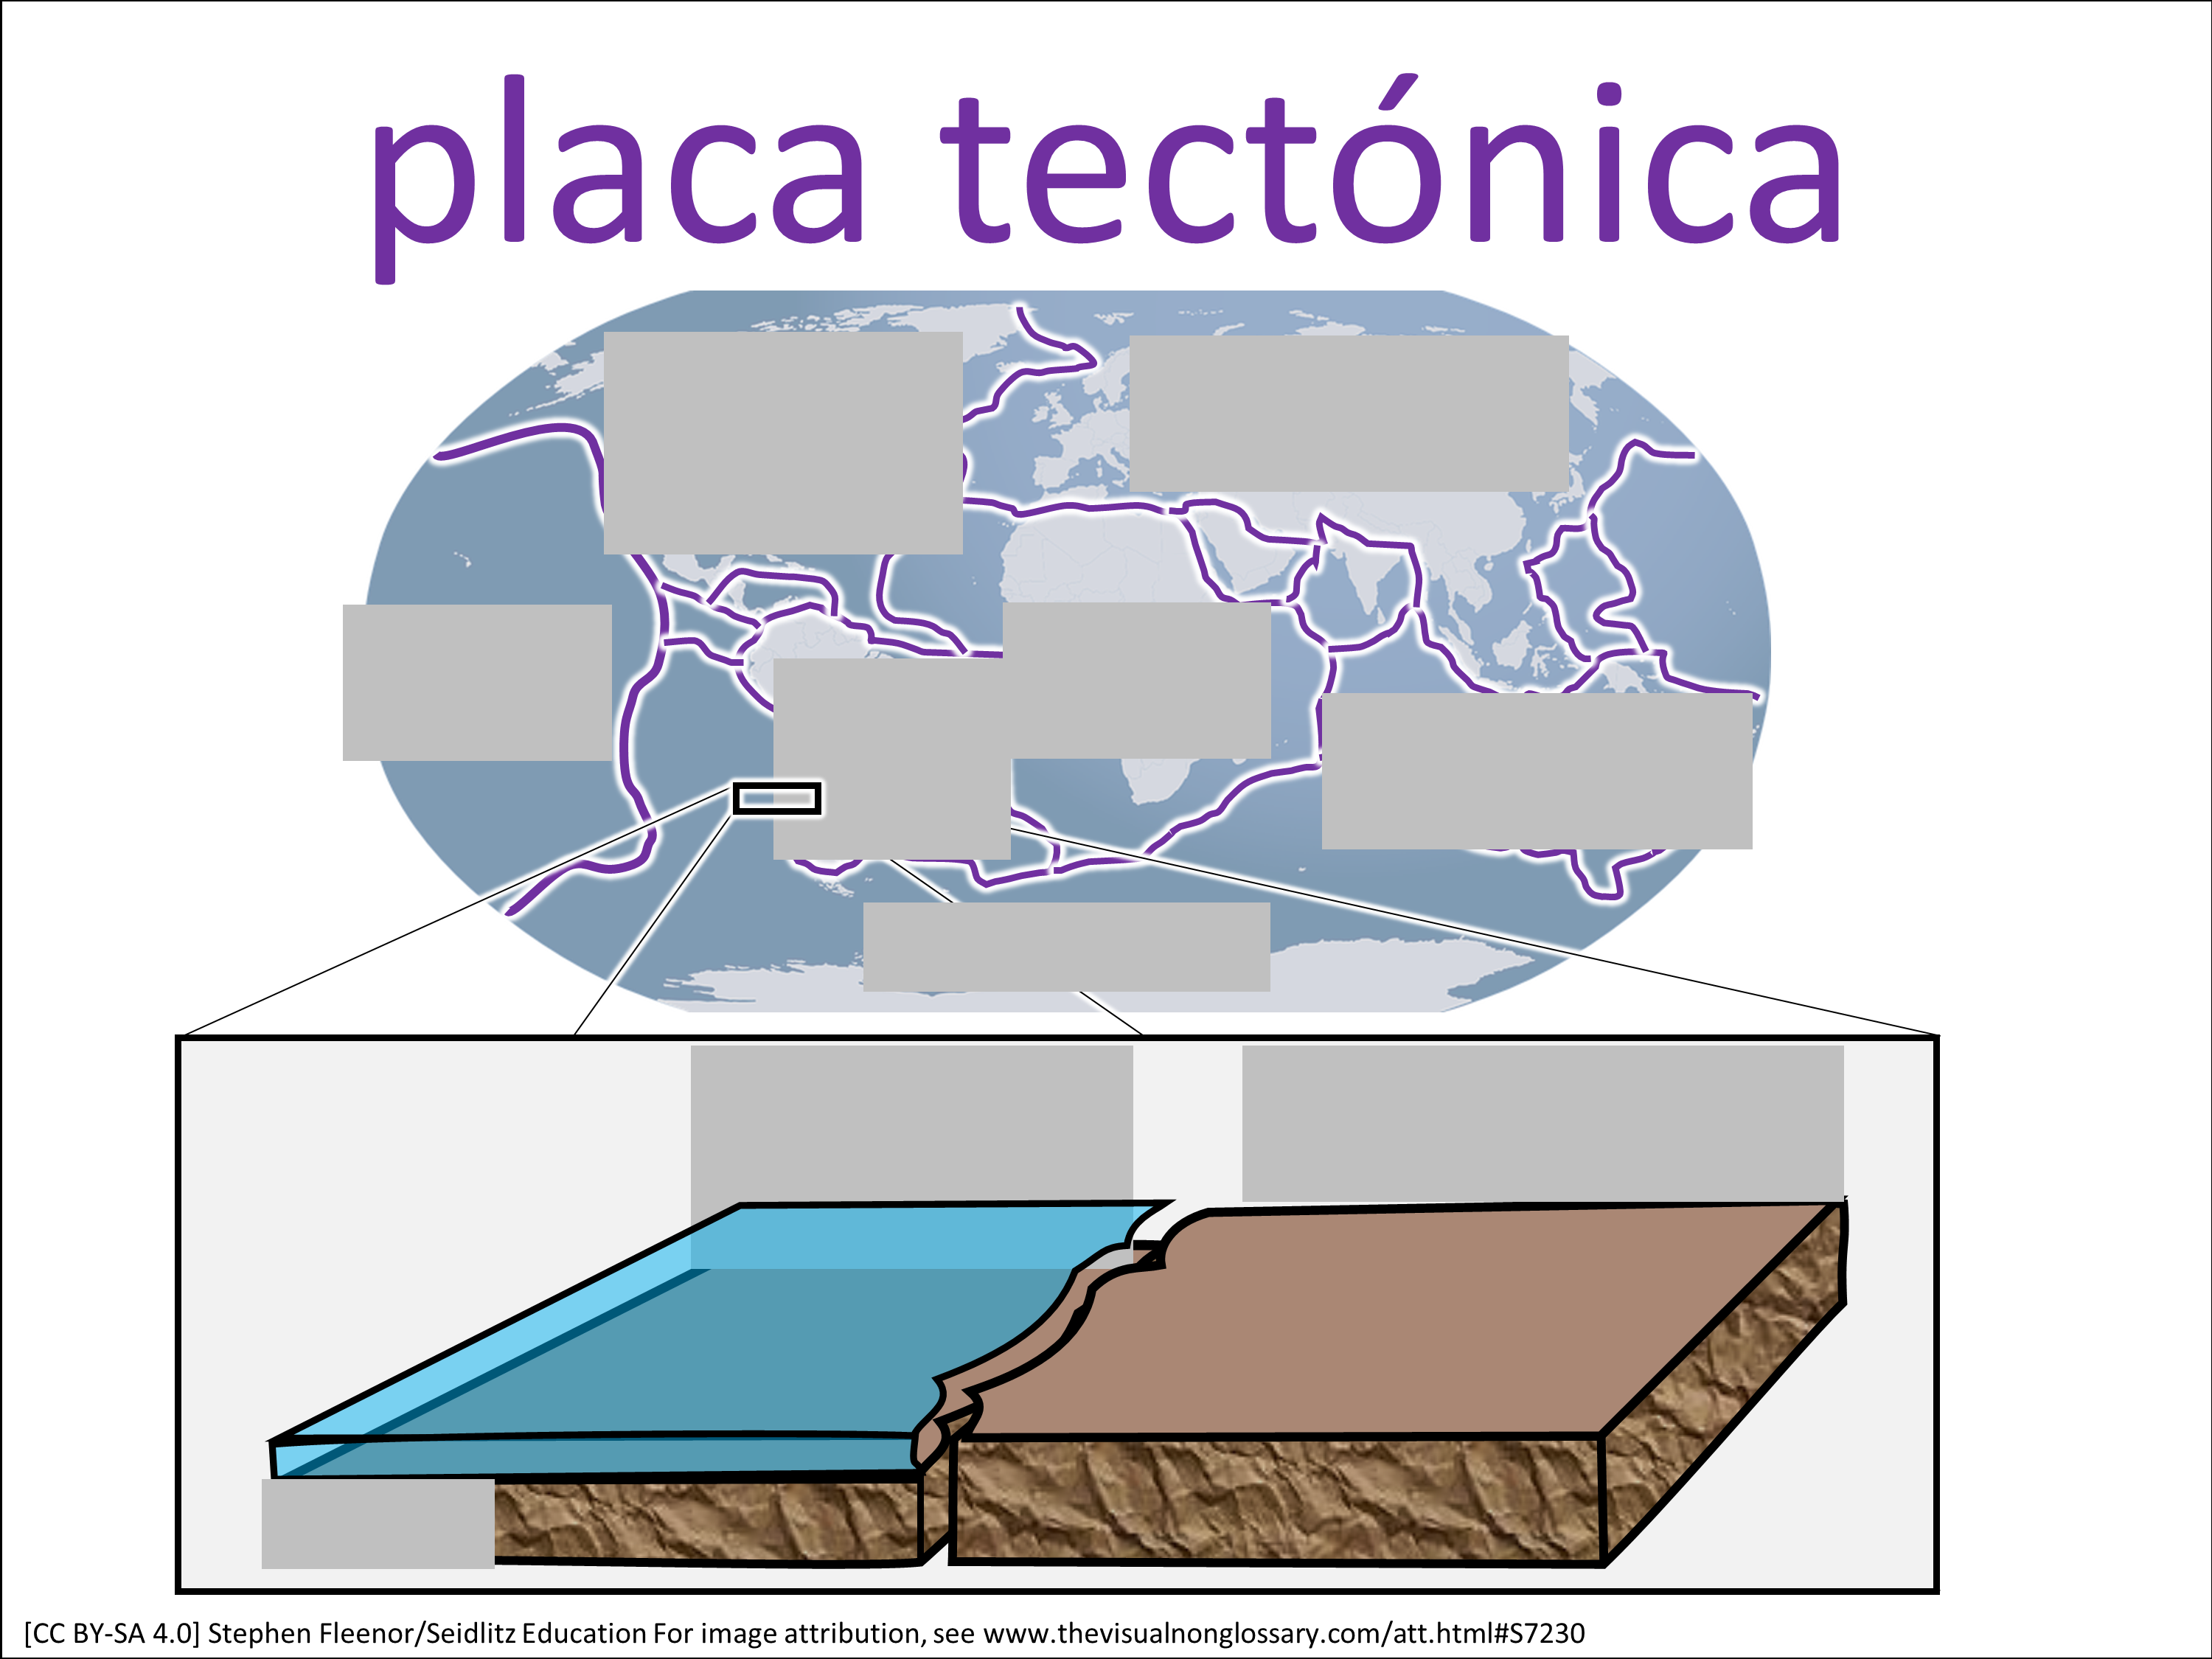 placa tectónica
[CC BY-SA 4.0] Stephen Fleenor/Seidlitz Education For image attribution, see www.thevisualnonglossary.com/att.html#S7230